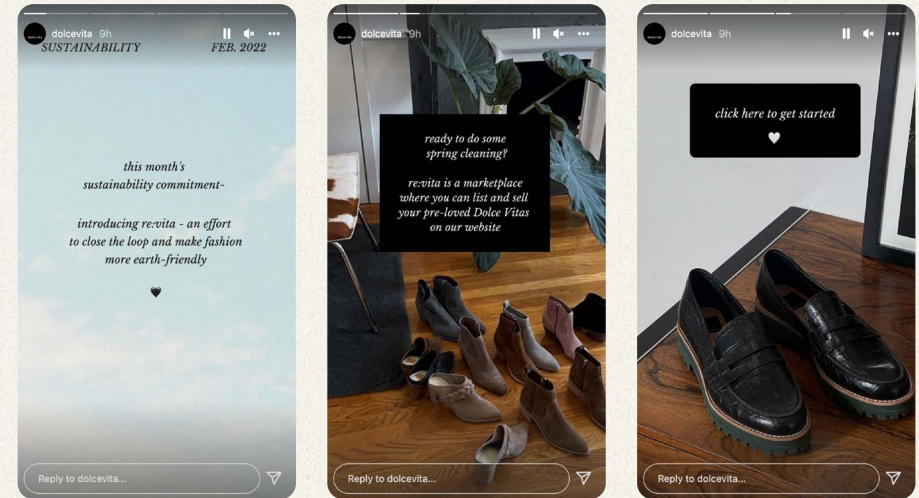 dolcevita 9h
SUSTAINABILITY FEB. 2022
this month's
sustainability commitment-
introducing re:vita - an effort
to close the loop and make fashion
more earth-friendly
Reply to dolcevita...
dolcevita 9h
ready to do some
spring cleaning?
re:vita is a marketplace
where you can list and sell
your pre-loved Dolce Vitas
on our website
Reply to dolcevita...
dolcevita 9h
click here to get started
Reply to dolcevita...